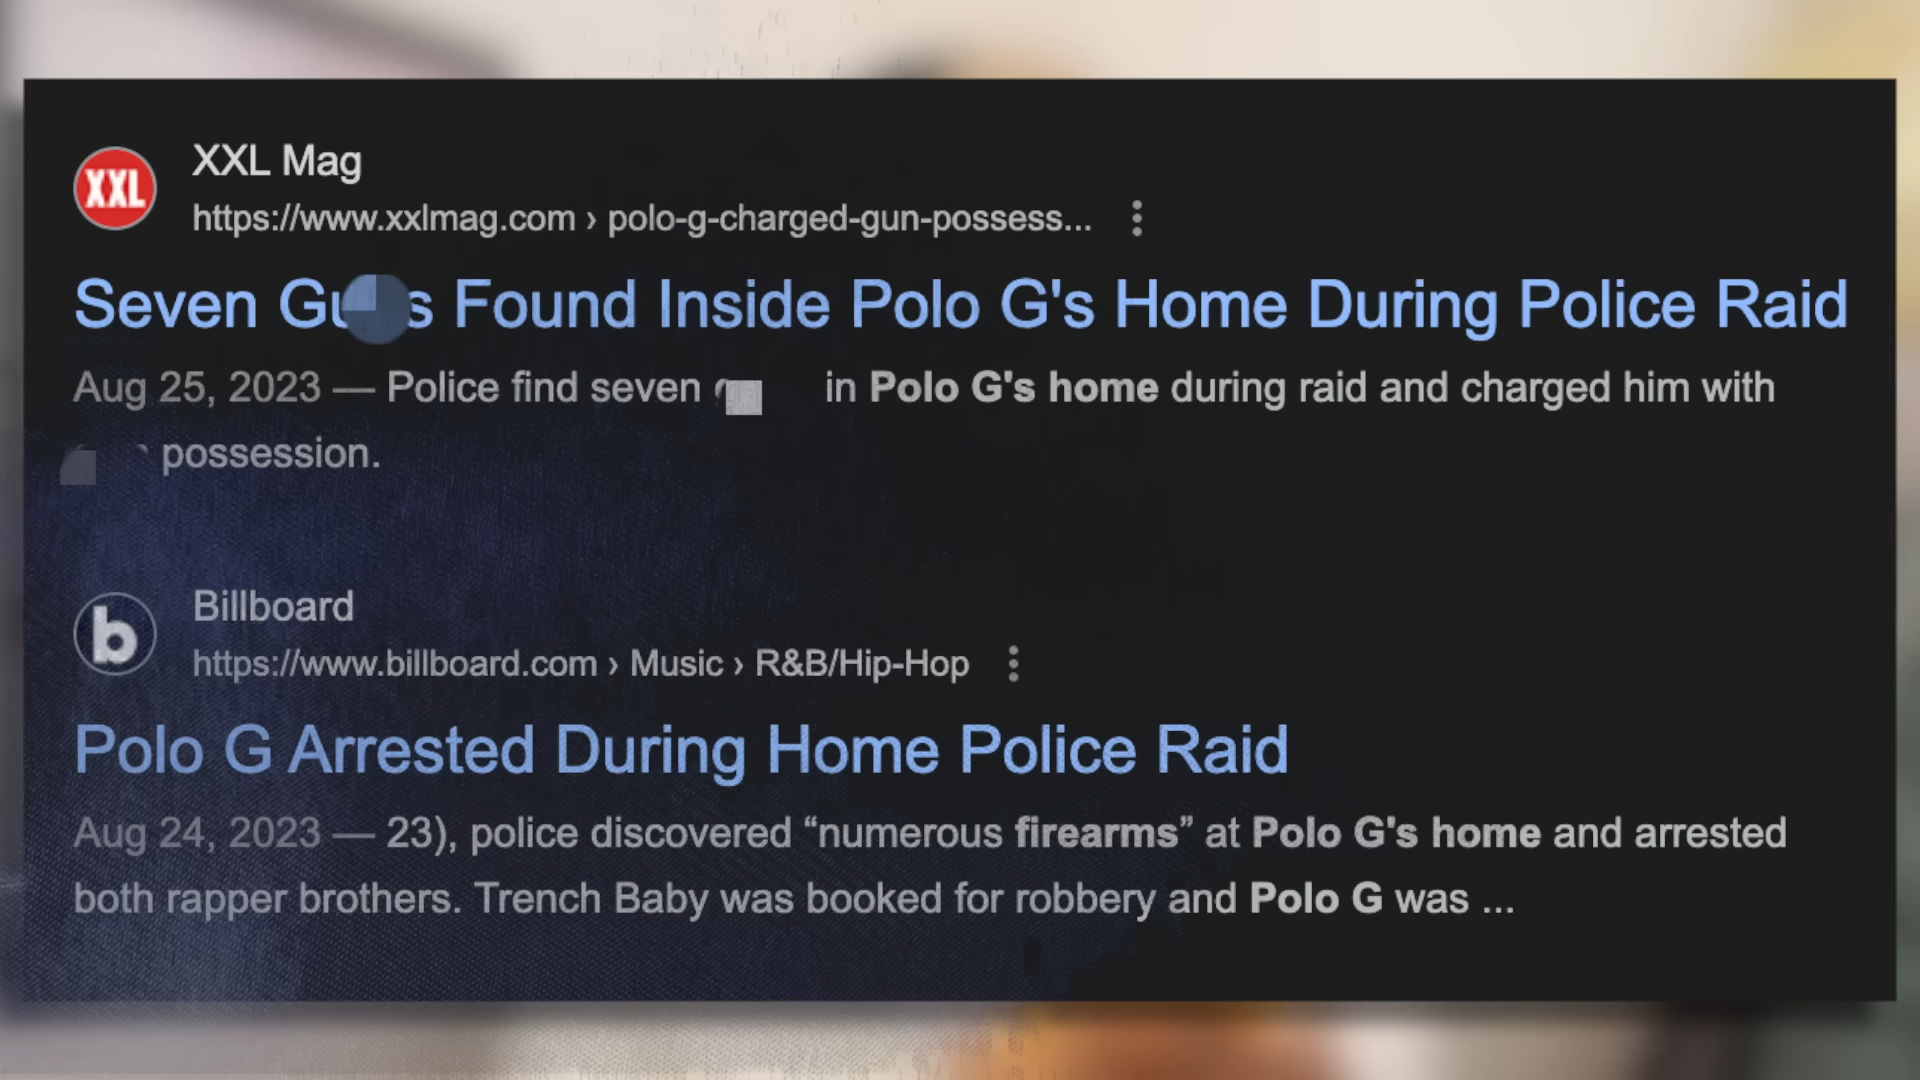 XXL
XXL Mag
https://www.xxlmag.com › polo-g-charged-gun-possess...
Seven Found Inside Polo G's Home During Police Raid
Aug 25, 2023 — Police find seven in Polo G's home during raid and charged him with
possession.
b
Billboard
https://www.billboard.com › Music › R&B/Hip-Hop
Polo G Arrested During Home Police Raid
Aug 24, 2023 — 23), police discovered “numerous firearms” at Polo G's home and arrested
both rapper brothers. Trench Baby was booked for robbery and Polo G was ...